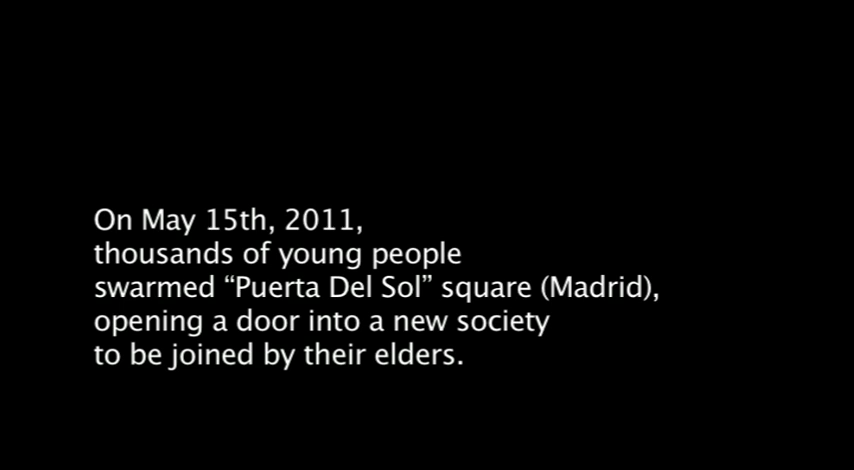 On May 15th, 2011,
thousands of young people
swarmed “Puerta Del Sol” square (Madrid),
opening a door into a new society
to be joined by their elders.